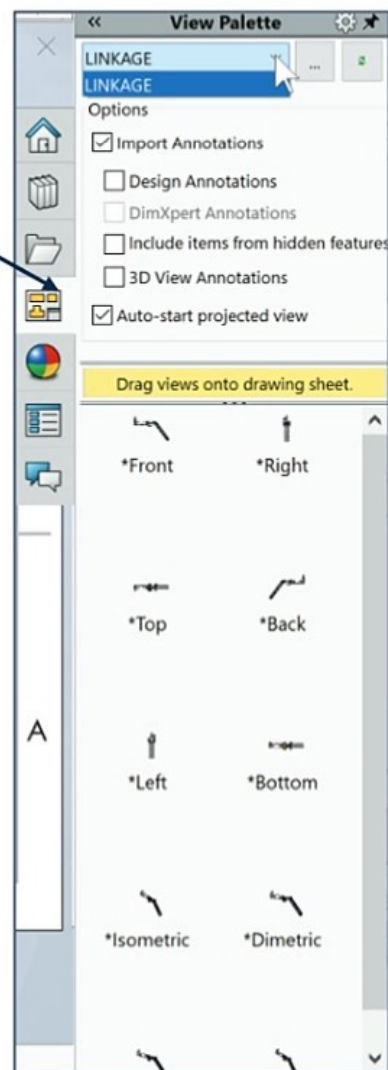 « View Palette
LINKAGE ...
LINKAGE
Options
Import Annotations
Design Annotations
DimXpert Annotations
Include items from hidden features
3D View Annotations
Auto-start projected view
Drag views onto drawing sheet.
*Front *Right
*Top *Back
A
*Left *Bottom
*Isometric *Dimetric